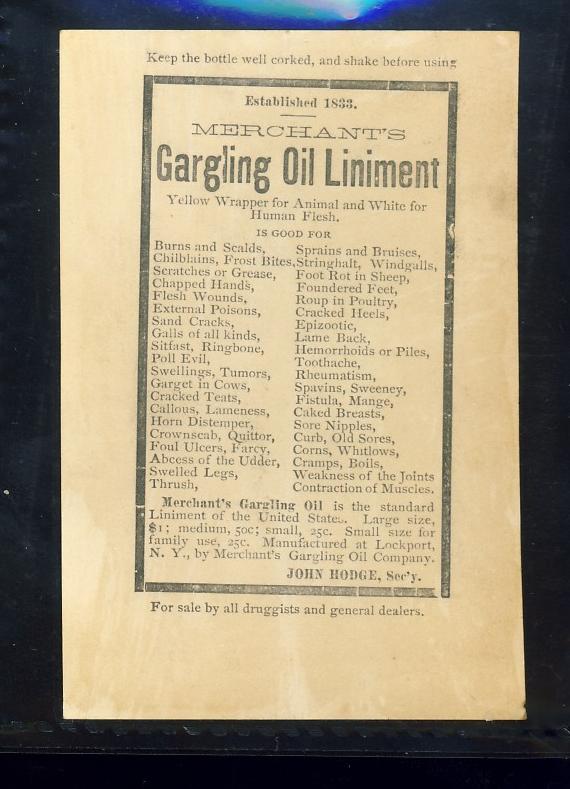 Keep the bottle well corked, and shake before using
Established 1833.
MERCHANT'S
Gargling Oil Liniment
Yellow Wrapper for Animal and White for
Human Flesh.
IS GOOD FOR
Burns and Scalds,
Chilblains, Frost Bites,
Scratches or Grease,
Chapped Hands,
Flesh Wounds,
External Poisons,
Sand Cracks,
Galls of all kinds,
Sitfast, Ringbone,
Poll Evil,
Swellings, Tumors,
Garget in Cows,
Cracked Teats,
Callous, Lameness,
Horn Distemper,
Crownscab, Quittor,
Foul Ulcers, Farcy,
Abcess of the Udder,
Swelled Legs,
Thrush,
Sprains and Bruises,
Stringhalt, Windgalls,
Foot Rot in Sheep,
Foundered Feet,
Roup in Poultry,
Cracked Heels,
Epizootic,
Lame Back,
Hemorrhoids or Piles,
Toothache,
Rheumatism,
Spavins, Sweeney,
Fistula, Mange,
Caked Breasts,
Sore Nipples,
Curb, Old Sores,
Corns, Whitlows,
Cramps, Boils,
Weakness of the Joints
Contraction of Muscles.
Merchant's Gargling Oil is the standard
Liniment of the United States. Large size,
$1; medium, 50c; small, 25c. Small size for
family use, 25c. Manufactured at Lockport,
N. Y., by Merchant's Gargling Oil Company.
JOHN HODGE, Sec'y.
For sale by all druggists and general dealers.